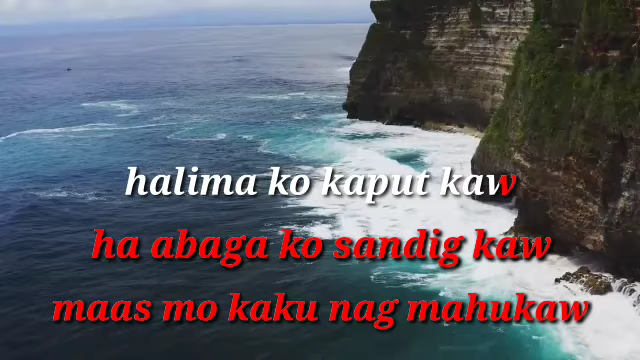 halima ko kaput kaw
ha abaga ko sandig kaw
maas mo kaku nag mahukaw